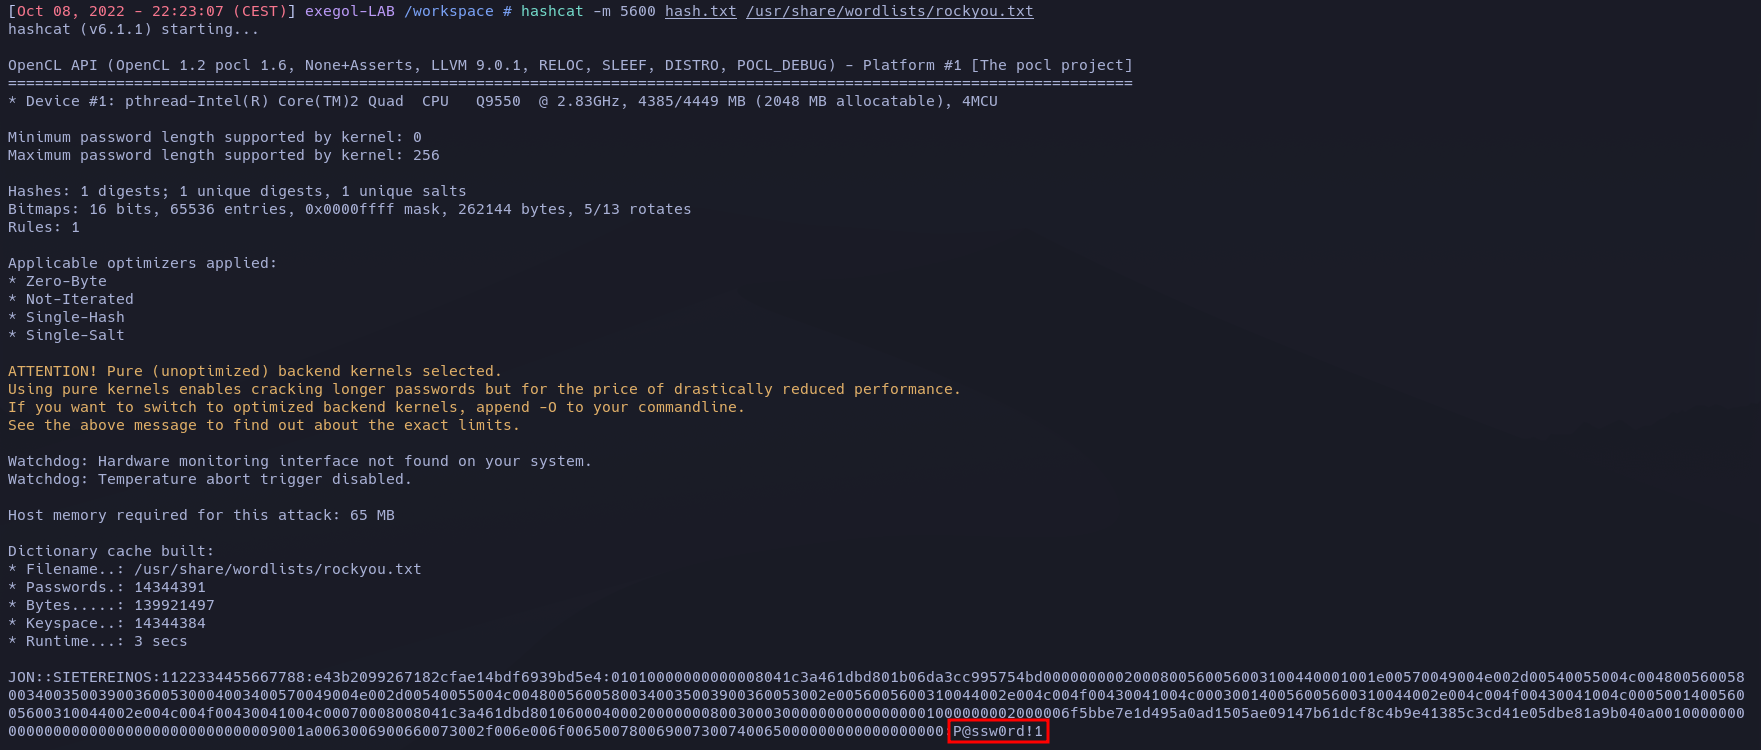 [Oct 08, 2022 - 22:23:07 (CEST)] exegol-LAB /workspace # hashcat -m 5600 hash.txt /usr/share/wordlists/rockyou.txt
hashcat (v6.1.1) starting...
OpenCL API (OpenCL 1.2 pocl 1.6, None+Asserts, LLVM 9.0.1, RELOC, SLEEF, DISTRO, POCL_DEBUG) - Platform #1 [The pocl project]
=============================================================================================================================
* Device #1: pthread-Intel(R) Core(TM)2 Quad  CPU   Q9550  @ 2.83GHz, 4385/4449 MB (2048 MB allocatable), 4MCU
Minimum password length supported by kernel: 0
Maximum password length supported by kernel: 256
Hashes: 1 digests; 1 unique digests, 1 unique salts
Bitmaps: 16 bits, 65536 entries, 0x0000ffff mask, 262144 bytes, 5/13 rotates
Rules: 1
Applicable optimizers applied:
* Zero-Byte
* Not-Iterated
* Single-Hash
* Single-Salt
ATTENTION! Pure (unoptimized) backend kernels selected.
Using pure kernels enables cracking longer passwords but for the price of drastically reduced performance.
If you want to switch to optimized backend kernels, append -O to your commandline.
See the above message to find out about the exact limits.
Watchdog: Hardware monitoring interface not found on your system.
Watchdog: Temperature abort trigger disabled.
Host memory required for this attack: 65 MB
Dictionary cache built:
* Filename..: /usr/share/wordlists/rockyou.txt
* Passwords.: 14344391
* Bytes.....: 139921497
* Keyspace..: 14344384
* Runtime...: 3 secs
JON::SIETEREINOS:1122334455667788:e43b2099267182cfae14bdf6939bd5e4:01010000000000008041c3a461dbd801b06da3cc995754bd0000000002000800560056003100440001001e00570049004e002d00540055004c004800560058
003400350039003600530004003400570049004e002d00540055004c00480056005800340035003900360053002e0056005600310044002e004c004f00430041004c000300140056005600310044002e004c004f00430041004c000500140056
005600310044002e004c004f00430041004c00070008008041c3a461dbd801060004000200000008003000300000000000000001000000002000006f5bbe7e1d495a0ad1505ae09147b61dcf8c4b9e41385c3cd41e05dbe81a9b040a0010000000
000000000000000000000000000000009001a0063006900660073002f006e006f0065007800690073007400650000000000000000000:P@ssw0rd!1